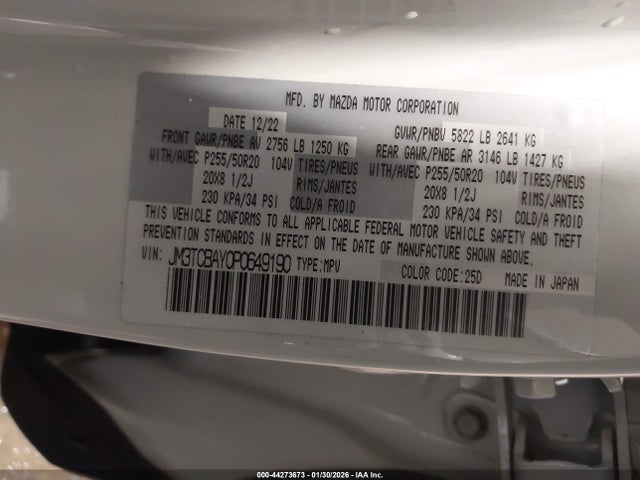 MFD. BY MAZDA MOTOR CORPORATION
DATE 12/22 GVWR/PNBV 5822 LB 2641 KG
FRONT GAWR/PNBE AV 2756 LB 1250 KG REAR GAWR/PNBE AR 3146 LB 1427 KG
WITH/AVEC P255/50R20 104V TIRES/PNEUS WITH/AVEC P255/50R20 104V TIRES/PNEUS
20X8 1/2J RIMS/JANTES 20X8 1/2J RIMS/JANTES
230 KPA/34 PSI COLD/A FROID 230 KPA/34 PSI COLD/A FROID
THIS VEHICLE CONFORMS TO ALL APPLICABLE FEDERAL MOTOR VEHICLE SAFETY AND THEFT
PREVENTION STANDARDS IN EFFECT ON THE DATE OF MANUFACTURE SHOWN ABOVE.
VIN: JM3TCBAY0P0649190 TYPE:MPV COLOR CODE:25D MADE IN JAPAN
000-44273673 - 01/30/2026 - IAA Inc.